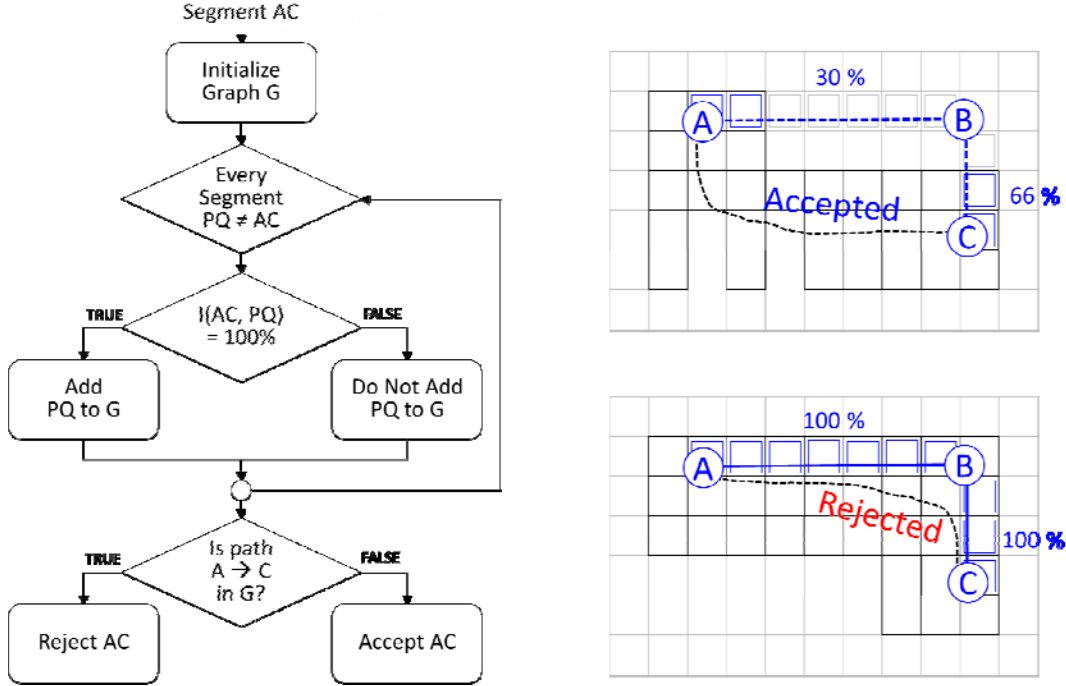 Segment AC
Initialize
Graph G
Every
Segment
PQ ≠ AC
TRUE
I(AC, PQ)
= 100%
FALSE
Add
PQ to G
Do Not Add
PQ to G
TRUE
Is path
A → C
in G?
FALSE
Reject AC
Accept AC
30 %
A
B
Accepted
66 %
C
100 %
A
B
Rejected
100 %
C